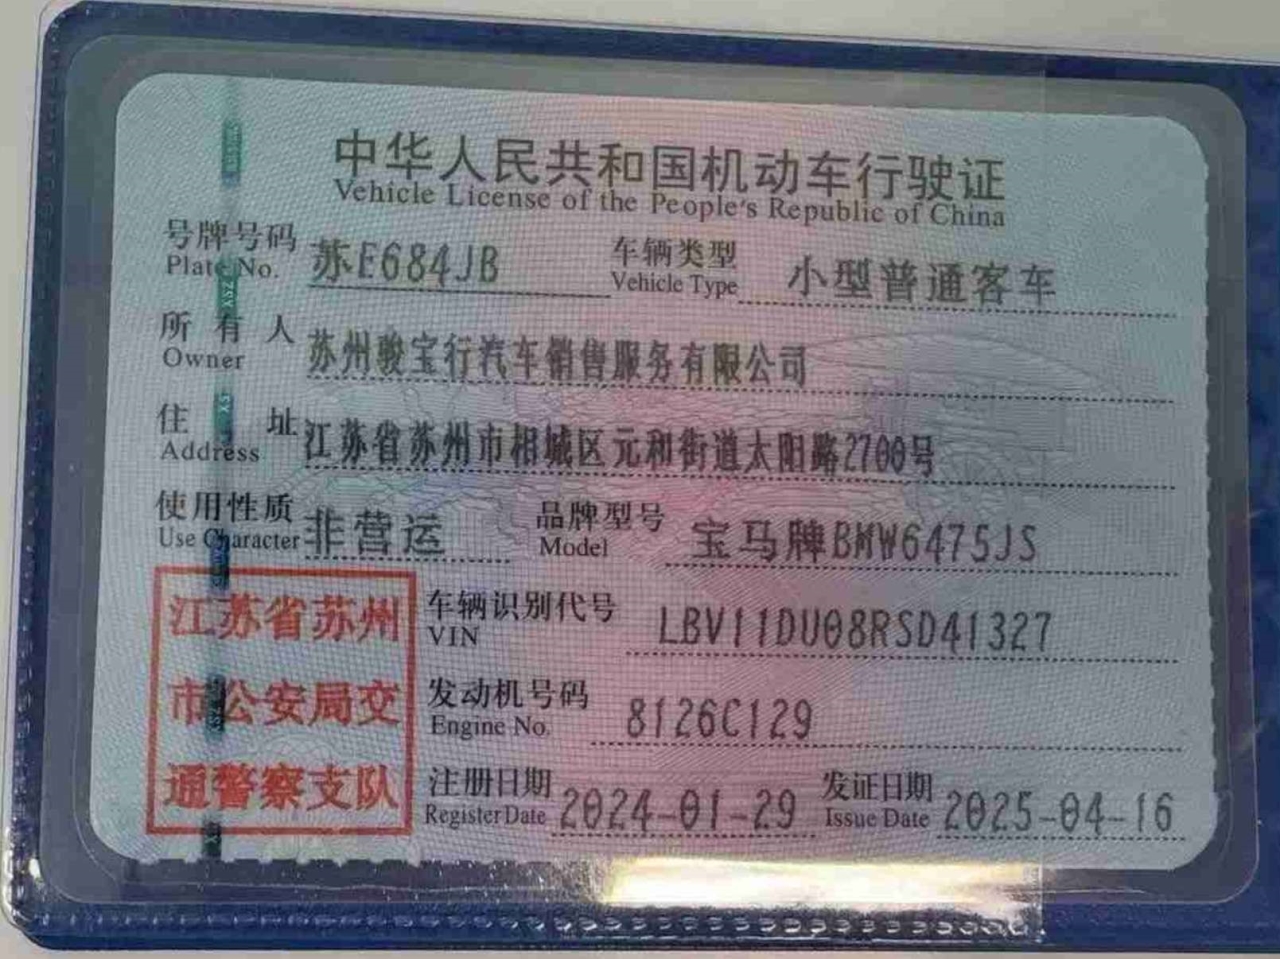 中华人民共和国机动车行驶证
Vehicle License of the People's Republic of China
号牌号码 苏E684JB 车辆类型 小型普通客车
Plate No. Vehicle Type
所有人 苏州骏宝行汽车销售服务有限公司
Owner
住址 江苏省苏州市相城区元和街道太阳路2700号
Address
使用性质 非营运 品牌型号 宝马牌BMW6475JS
Use Character Model
江苏省苏州 车辆识别代号 LBV11DU08RSD41327
VIN
市公安局交 发动机号码 8126C129
Engine No.
通警察支队 注册日期 2024-01-29 发证日期 2025-04-16
Register Date Issue Date